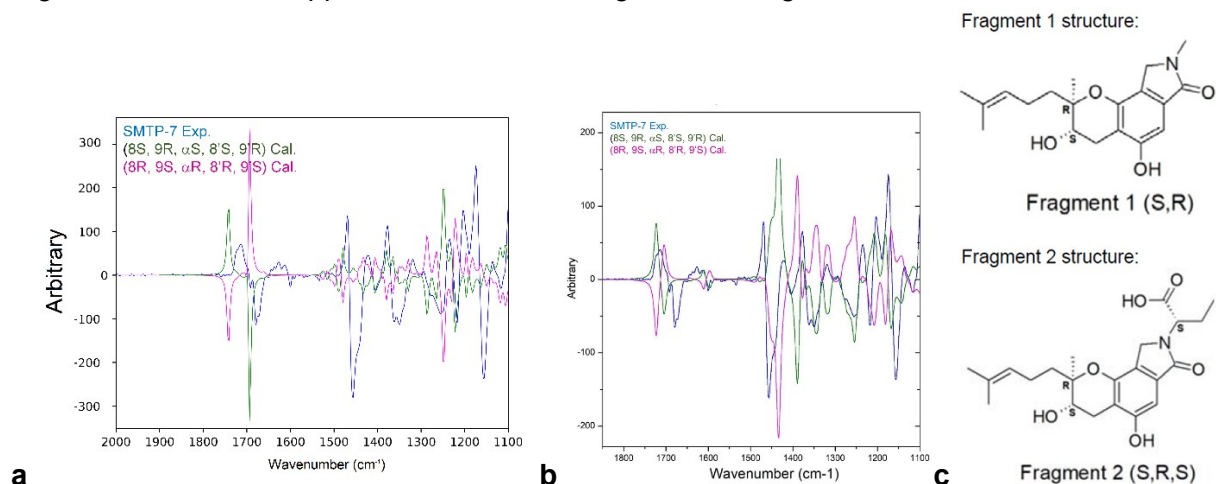 Fragment 1 structure:
N
O
O
R
S
HO
OH
Fragment 1 (S,R)
Fragment 2 structure:
O
HO
S
N
O
O
R
S
HO
OH
Fragment 2 (S,R,S)
SMTP-7 Exp.
(8S, 9R, αS, 8'S, 9'R) Cal.
(8R, 9S, αR, 8'R, 9'S) Cal.
Arbitrary
300
200
100
0
-100
-200
-300
2000 1900 1800 1700 1600 1500 1400 1300 1200 1100
Wavenumber (cm⁻¹)
a
SMTP-7 Exp.
(8S, 9R, αS, 8'S, 9'R) Cal.
(8R, 9S, αR, 8'R, 9'S) Cal.
Arbitrary
200
100
0
-100
-200
1800 1700 1600 1500 1400 1300 1200 1100
Wavenumber (cm-1)
b
c